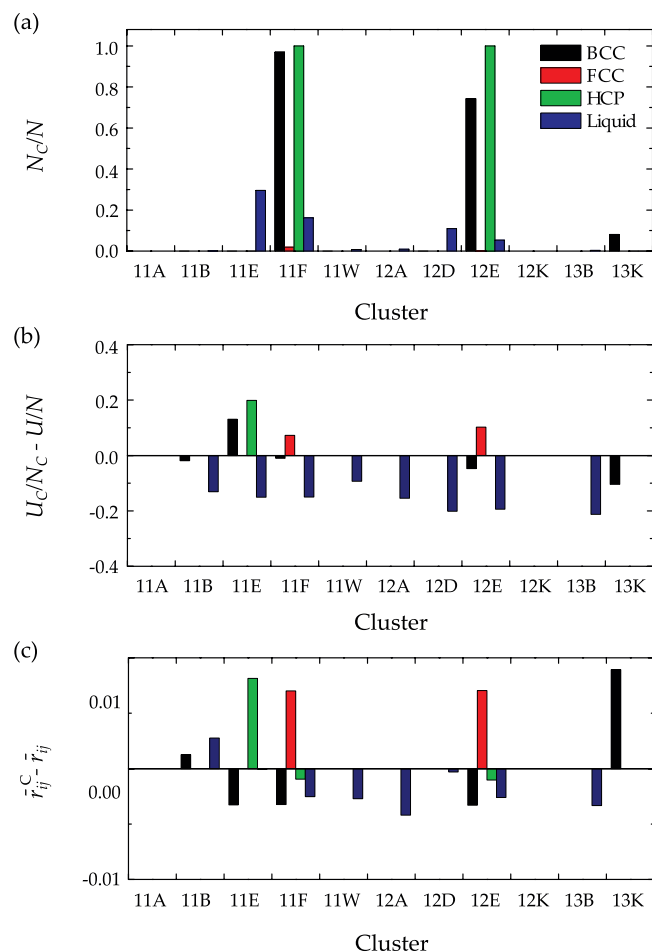 (a)
N_C/N
1.0
0.8
0.6
0.4
0.2
0.0
BCC
FCC
HCP
Liquid
11A 11B 11E 11F 11W 12A 12D 12E 12K 13B 13K
Cluster
(b)
U_C/N_C - U/N
0.4
0.2
0.0
-0.2
-0.4
11A 11B 11E 11F 11W 12A 12D 12E 12K 13B 13K
Cluster
(c)
r̄_ij^C - r̄_ij
0.01
0.00
-0.01
11A 11B 11E 11F 11W 12A 12D 12E 12K 13B 13K
Cluster